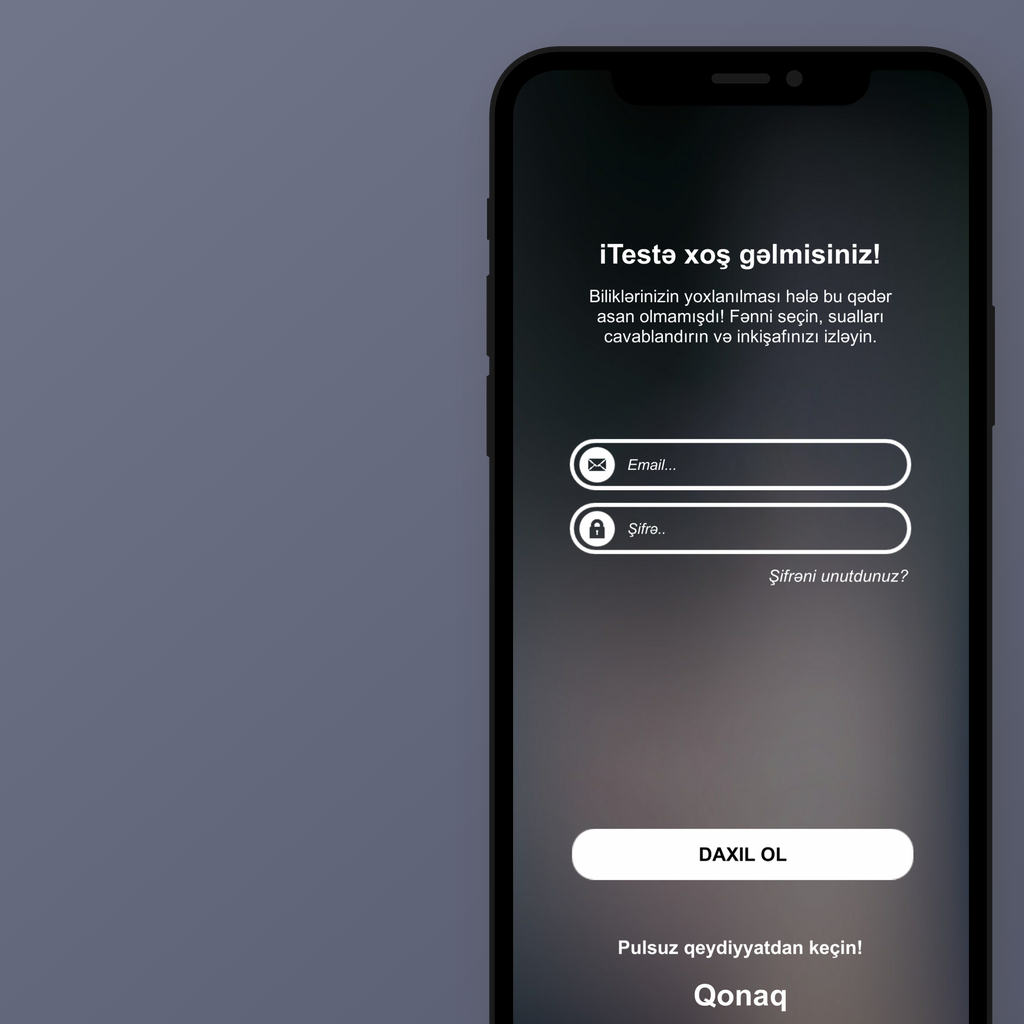 iTestə xoş gəlmisiniz!
Biliklərinizin yoxlanılması hələ bu qədər
asan olmamışdı! Fənni seçin, sualları
cavablandırın və inkişafınızı izləyin.
Email...
Şifrə..
Şifrəni unutdunuz?
DAXIL OL
Pulsuz qeydiyyatdan keçin!
Qonaq